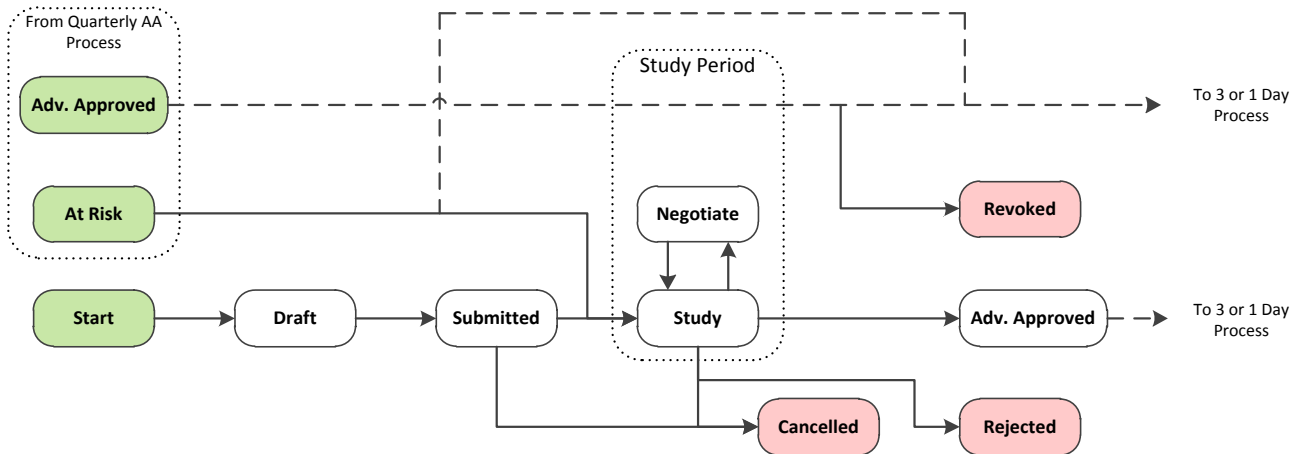 From Quarterly AA
Process
Study Period
Adv. Approved
To 3 or 1 Day
Process
At Risk
Negotiate
Revoked
Start
Draft
Submitted
Study
Adv. Approved
To 3 or 1 Day
Process
Cancelled
Rejected